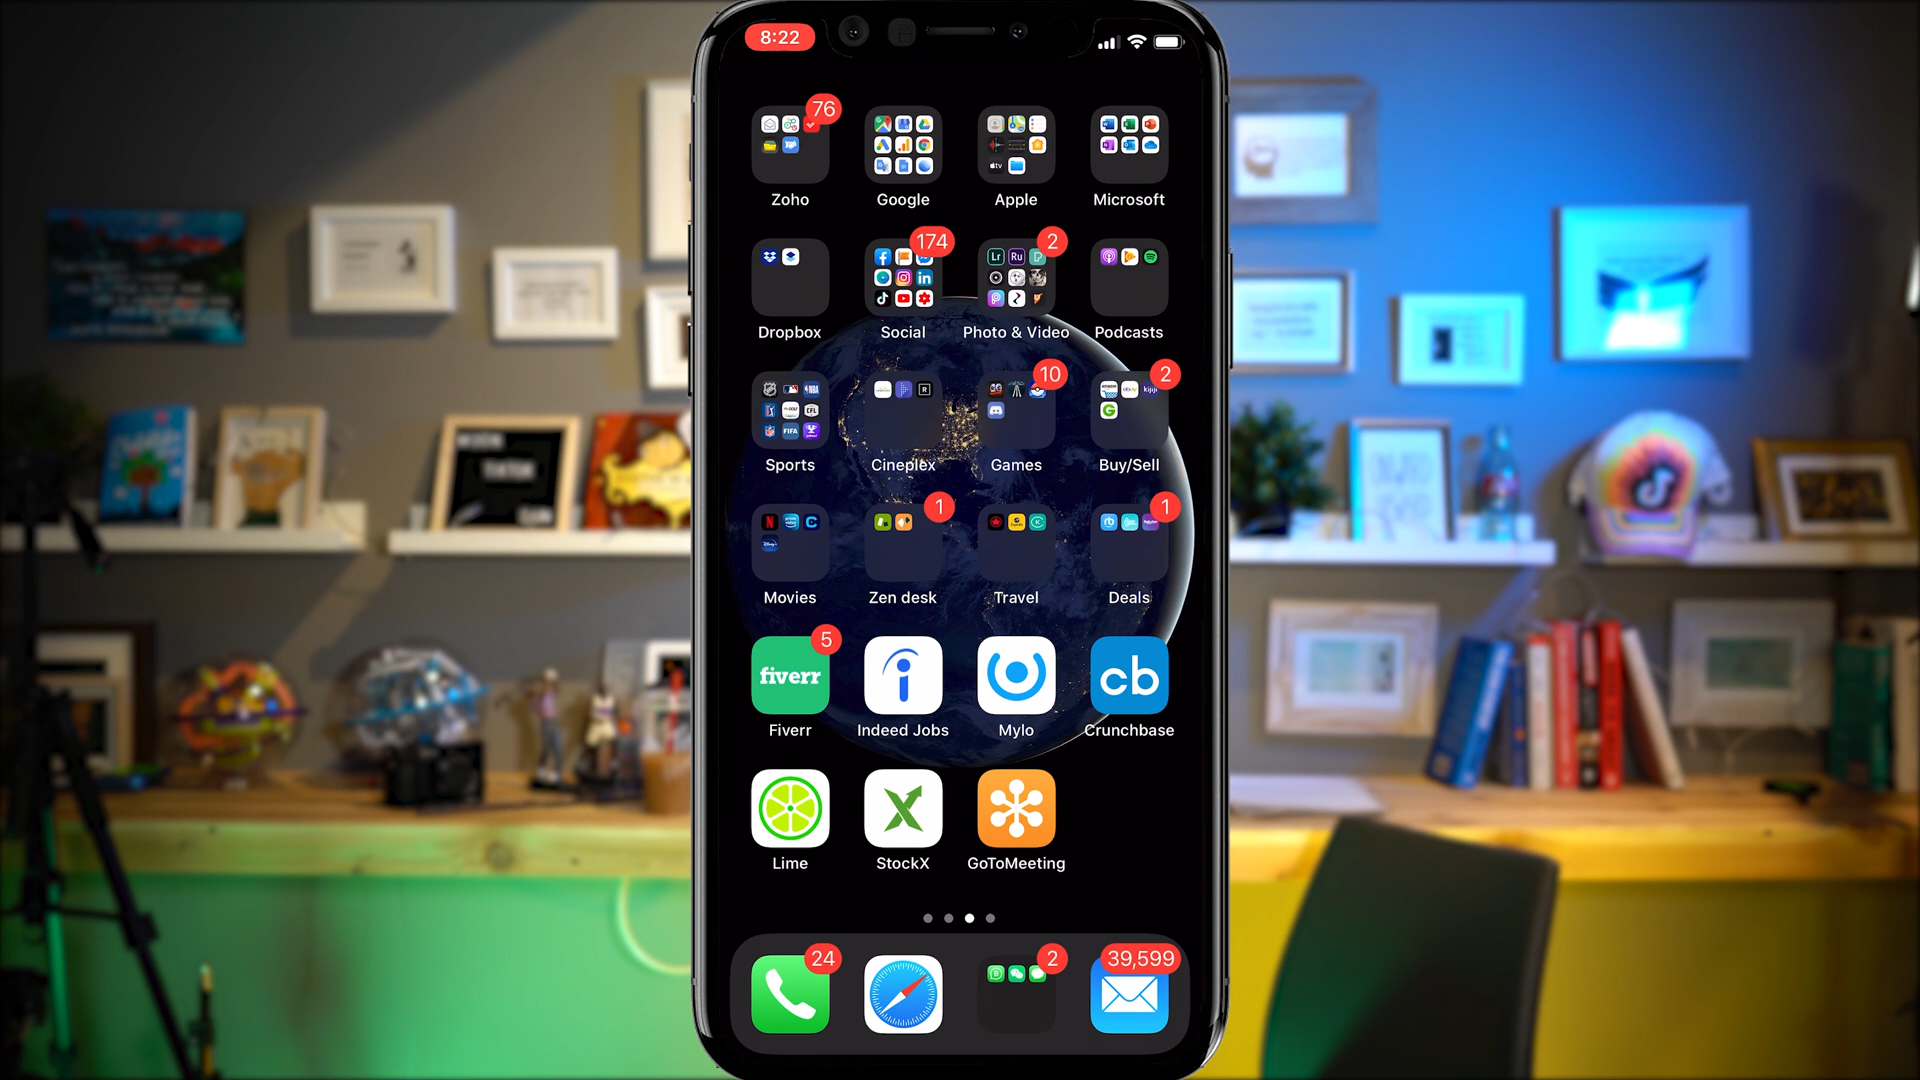 8:22
76
Zoho
Google
Apple
Microsoft
174
2
Dropbox
Social
Photo & Video
Podcasts
10
2
Sports
Cineplex
Games
Buy/Sell
1
1
Movies
Zen desk
Travel
Deals
5
fiverr
cb
Fiverr
Indeed Jobs
Mylo
Crunchbase
Lime
StockX
GoToMeeting
24
2
39,599